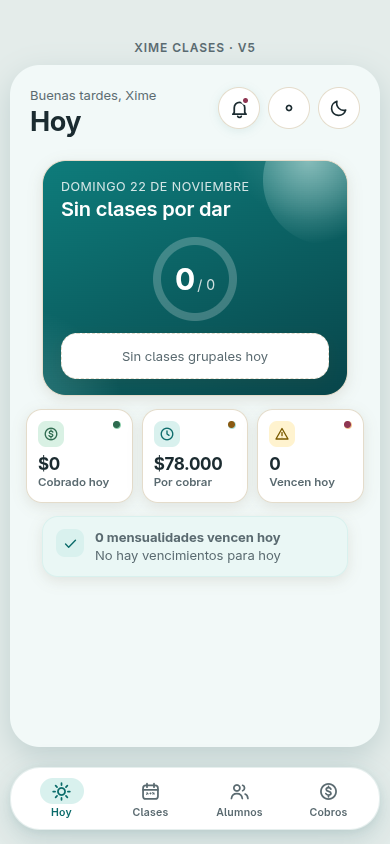 XIME CLASES · V5
Buenas tardes, Xime
Hoy
DOMINGO 22 DE NOVIEMBRE
Sin clases por dar
0 / 0
Sin clases grupales hoy
$0
Cobrado hoy
$78.000
Por cobrar
0
Vencen hoy
0 mensualidades vencen hoy
No hay vencimientos para hoy
Hoy
Clases
Alumnos
Cobros